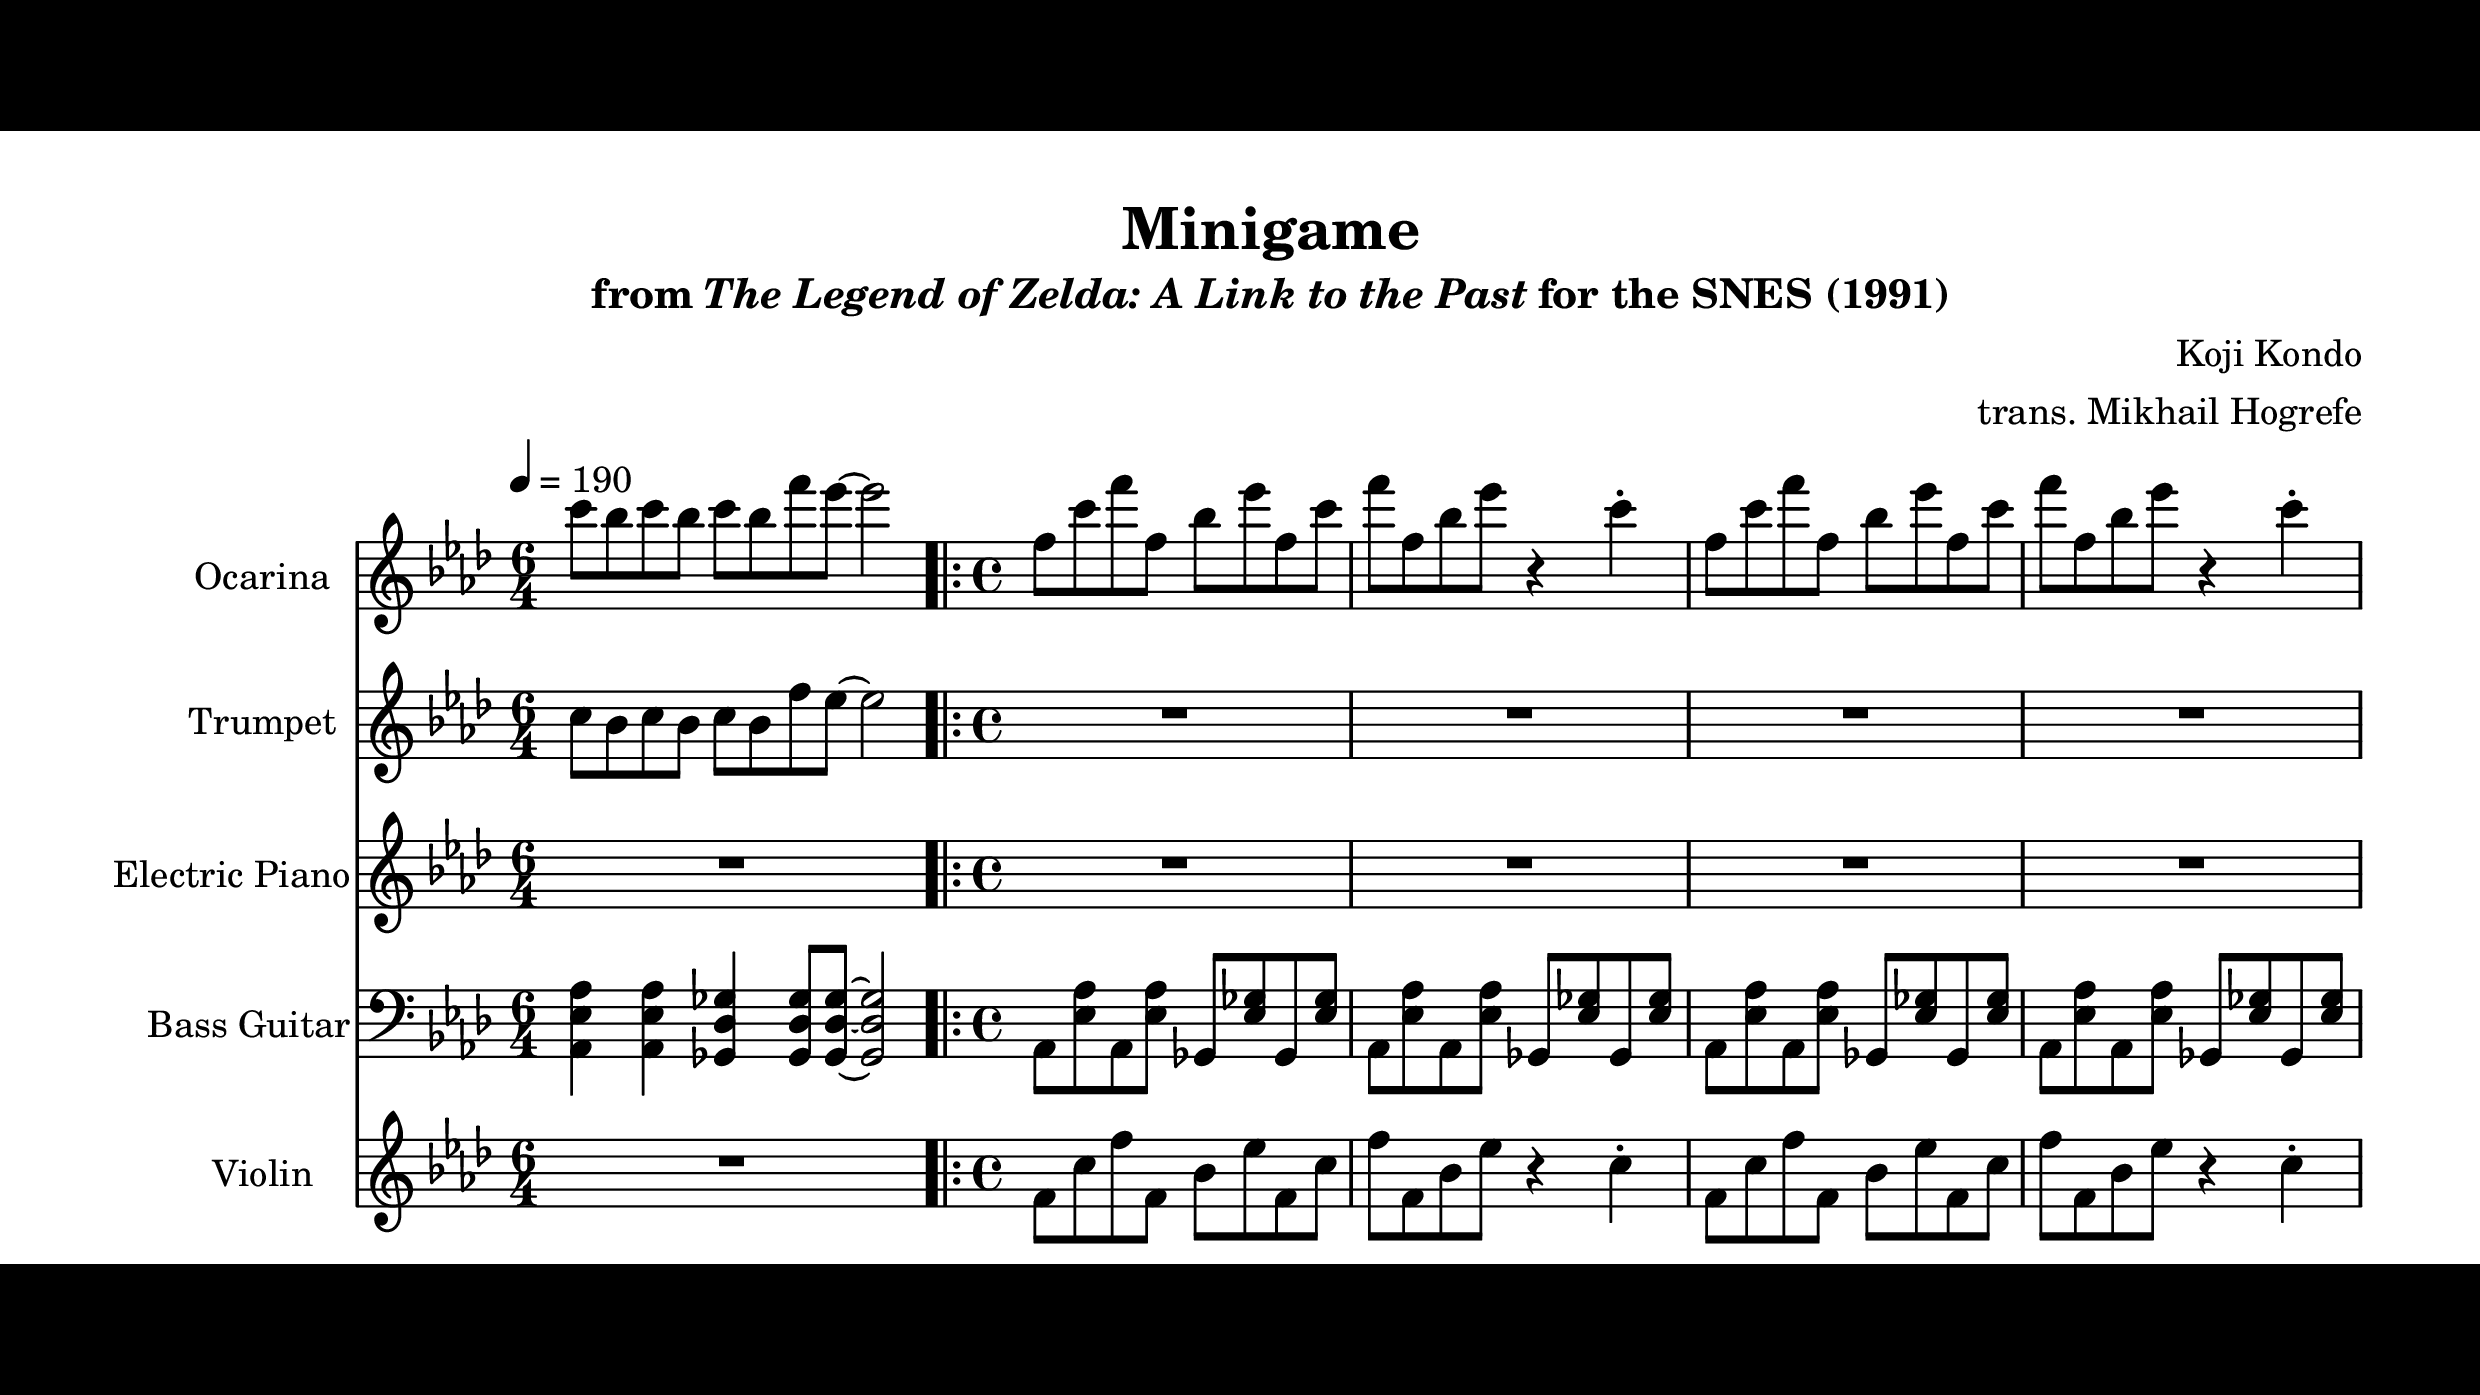 Minigame
from The Legend of Zelda: A Link to the Past for the SNES (1991)
Koji Kondo
trans. Mikhail Hogrefe
= 190
Ocarina
Trumpet
Electric Piano
Bass Guitar
Violin